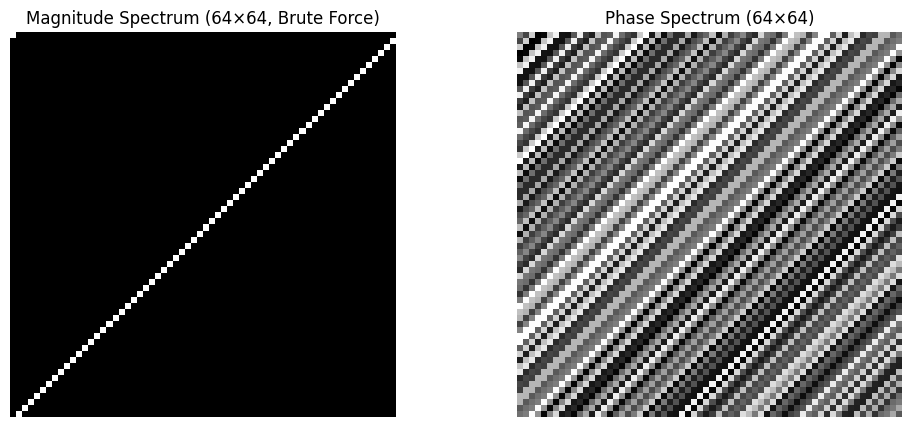 Magnitude Spectrum (64×64, Brute Force)
Phase Spectrum (64×64)